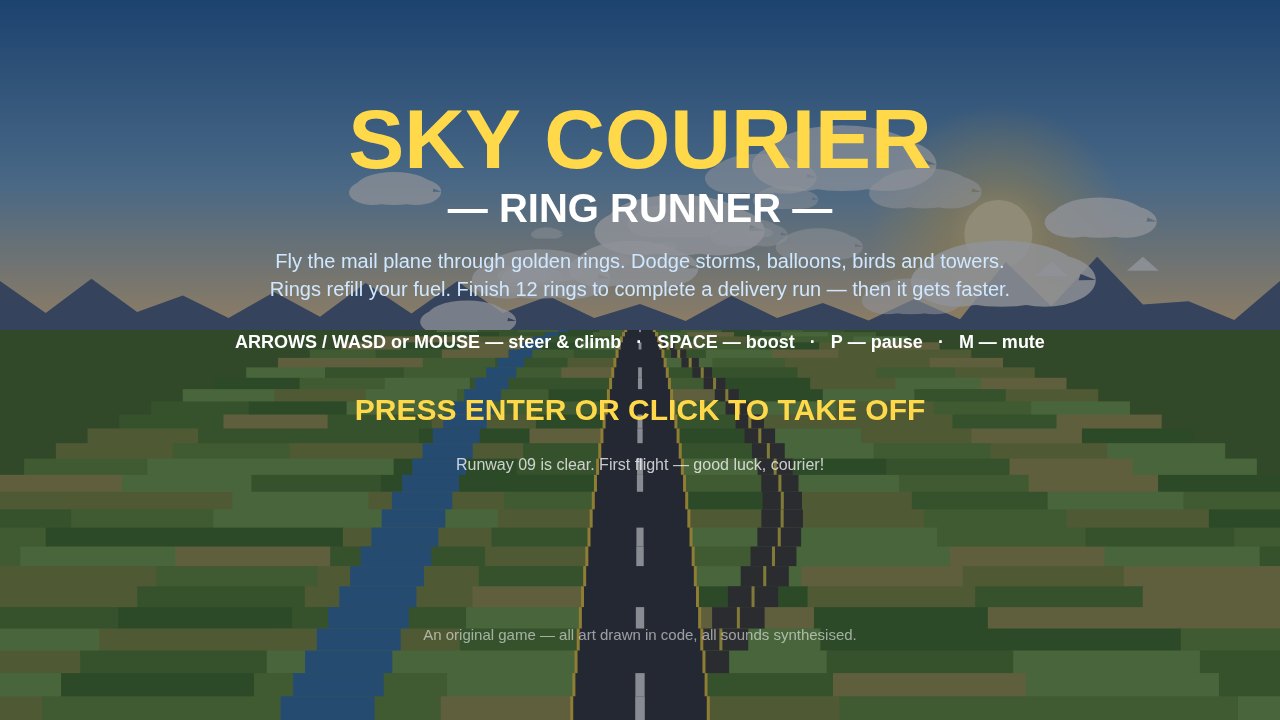 SKY COURIER
— RING RUNNER —
Fly the mail plane through golden rings. Dodge storms, balloons, birds and towers.
Rings refill your fuel. Finish 12 rings to complete a delivery run — then it gets faster.
ARROWS / WASD or MOUSE — steer & climb · SPACE — boost · P — pause · M — mute
PRESS ENTER OR CLICK TO TAKE OFF
Runway 09 is clear. First flight — good luck, courier!
An original game — all art drawn in code, all sounds synthesised.